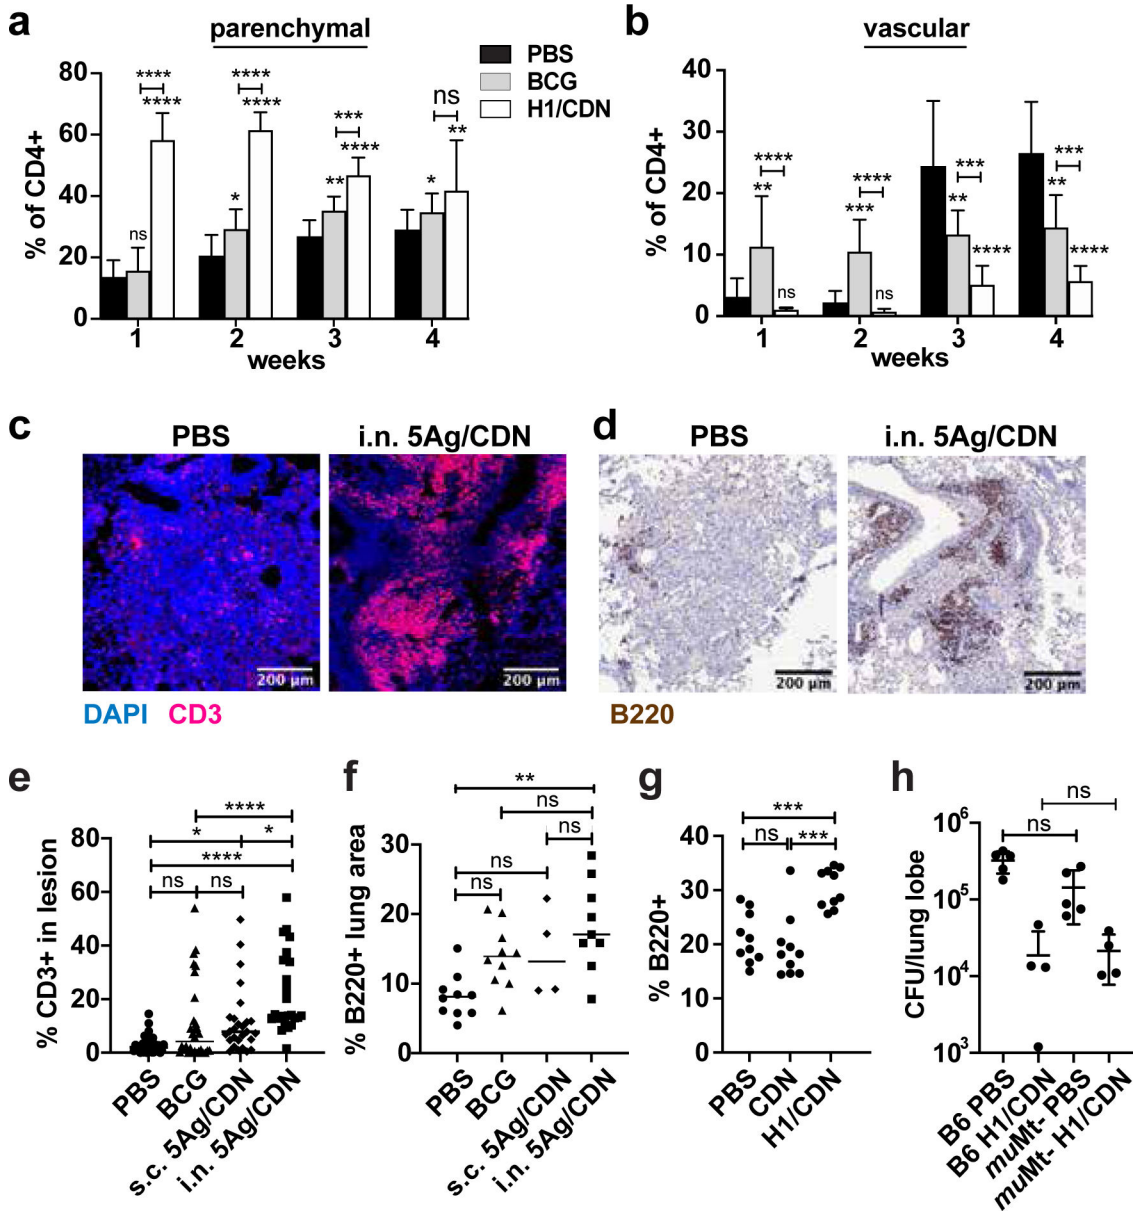 a
parenchymal
PBS
BCG
H1/CDN
% of CD4+
80
60
40
20
0
ns
****
****
*
****
****
**
***
****
*
ns
**
1 2 3 4
weeks
b
vascular
% of CD4+
40
30
20
10
0
**
****
ns
***
****
ns
**
***
****
**
***
****
1 2 3 4
weeks
c
PBS
i.n. 5Ag/CDN
200 µm
200 µm
DAPI CD3
d
PBS
i.n. 5Ag/CDN
200 µm
200 µm
B220
e
% CD3+ in lesion
80
60
40
20
0
****
* *
****
ns ns
PBS
BCG
s.c. 5Ag/CDN
i.n. 5Ag/CDN
f
% B220+ lung area
30
20
10
0
**
ns
ns
ns
ns
PBS
BCG
s.c. 5Ag/CDN
i.n. 5Ag/CDN
g
% B220+
40
30
20
10
0
***
ns ***
PBS
CDN
H1/CDN
h
CFU/lung lobe
10⁶
10⁵
10⁴
10³
ns
ns
B6 PBS
B6 H1/CDN
muMt- PBS
muMt- H1/CDN